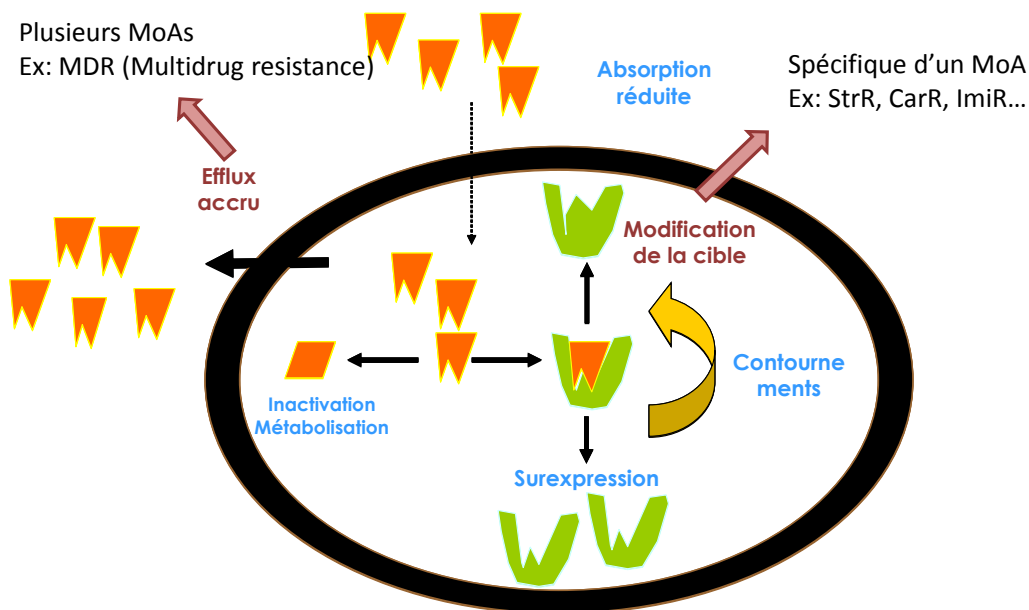 Plusieurs MoAs
Ex: MDR (Multidrug resistance)
Absorption
réduite
Spécifique d’un MoA
Ex: StrR, CarR, ImiR…
Efflux
accru
Modification
de la cible
Contourne
ments
Inactivation
Métabolisation
Surexpression